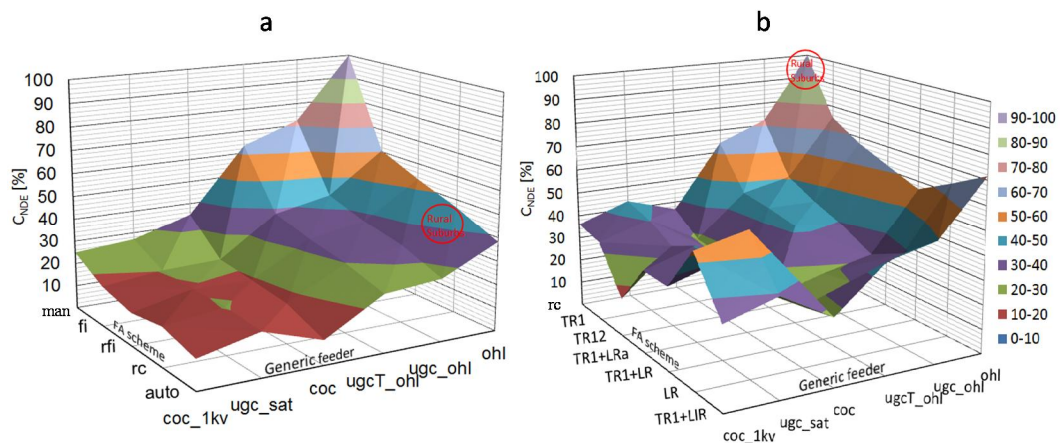 a
100
90
80
70
60
50
40
30
20
10
C_NDE [%]
man
fi
rfi
rc
auto
FA scheme
coc_1kv
ugc_sat
coc
ugcT_ohl
ugc_ohl
ohl
Generic feeder
Rural
Suburba
b
100
90
80
70
60
50
40
30
20
10
C_NDE [%]
rc
TR1
TR12
TR1+LRa
TR1+LR
LR
TR1+LIR
FA scheme
coc_1kv
ugc_sat
coc
ugcT_ohl
ugc_ohl
ohl
Generic feeder
Rural
90-100
80-90
70-80
60-70
50-60
40-50
30-40
20-30
10-20
0-10